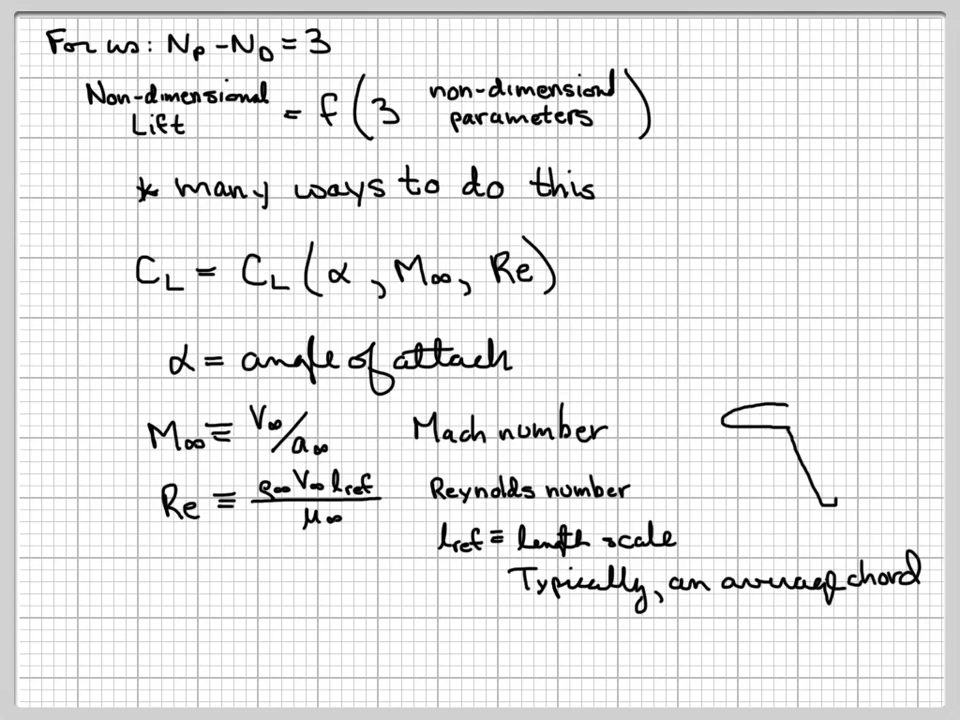 For us: Np - ND = 3
Non-dimensional Lift = f ( 3 non-dimensional parameters )
* many ways to do this
CL = CL ( α , M∞ , Re )
α = angle of attach
M∞ ≡ V∞/a∞ Mach number
Re ≡ ρ∞ V∞ lref / μ∞ Reynolds number
lref ≡ length scale
Typically, an average chord